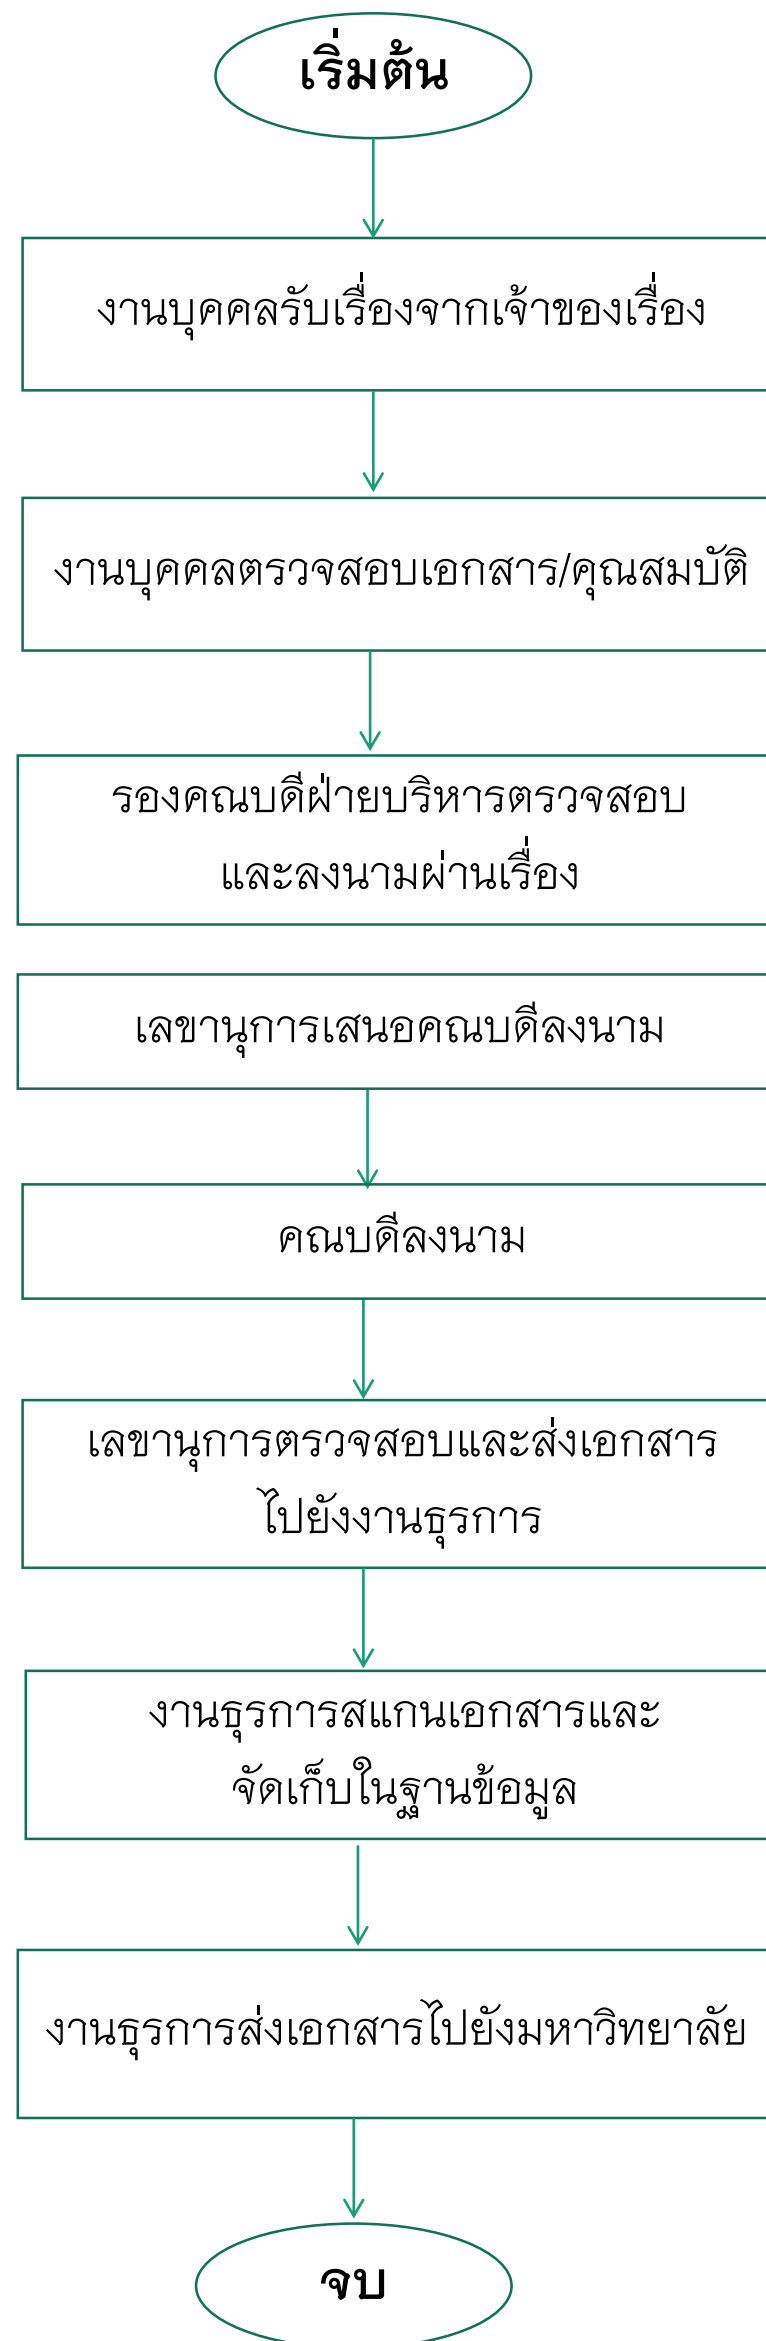 เริ่มต้น
งานบุคคลรับเรื่องจากเจ้าของเรื่อง
งานบุคคลตรวจสอบเอกสาร/คุณสมบัติ
รองคณบดีฝ่ายบริหารตรวจสอบ
และลงนามผ่านเรื่อง
เลขานุการเสนอคณบดีลงนาม
คณบดีลงนาม
เลขานุการตรวจสอบและส่งเอกสาร
ไปยังงานธุรการ
งานธุรการสแกนเอกสารและ
จัดเก็บในฐานข้อมูล
งานธุรการส่งเอกสารไปยังมหาวิทยาลัย
จบ